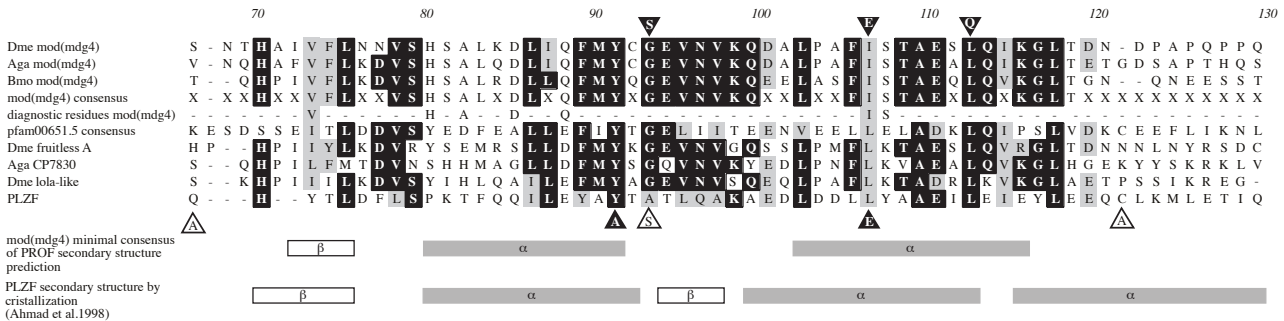 70 80 90 100 110 120 130
S E Q
Dme mod(mdg4) S - N T H A I V F L N N V S H S A L K D L I Q F M Y C G E V N V K Q D A L P A F I S T A E S L Q I K G L T D N - D P A P Q P P Q
Aga mod(mdg4) V - N Q H A F V F L K D V S H S A L Q D L I Q F M Y C G E V N V K Q D A L P A F I S T A E A L Q I K G L T E T G D S A P T H Q S
Bmo mod(mdg4) T - - Q H P I V F L K D V S H S A L R D L L Q F M Y Q G E V N V K Q E E L A S F I S T A E Q L Q V K G L T G N - - Q N E E S S T
mod(mdg4) consensus X - X X H X X V F L X X V S H S A L X D L X Q F M Y X G E V N V K Q X X L X X F I S T A E X L Q X K G L T X X X X X X X X X X X X
diagnostic residues mod(mdg4) - - - - - - - V - - - - - - H - A - - D - - Q - - - - - - - - - - - - - - - - - I S - - - - - - - - - - - - - - - - - - - - - -
pfam00651.5 consensus K E S D S S E I T L D D V S Y E D F E A L L E F I Y T G E L I I T E E N V E E L L E L A D K L Q I P S L V D K C E E F L I K N L
Dme fruitless A H P - - H P I I Y L K D V R Y S E M R S L L D F M Y K G E V N V G Q S S L P M F L K T A E S L Q V R G L T D N N N L N Y R S D C
Aga CP7830 S - - Q H P I L F M T D V N S H H M A G L L D F M Y S G Q V N V K Y E D L P N F L K V A E A L Q V K G L H G E K Y Y S K R K L V
Dme lola-like S - - K H P I I I L K D V S Y I H L Q A I L E F M Y A G E V N V S Q E Q L P A F L K T A D R L K V K G L A E T P S S I K R E G -
PLZF Q - - - H - - Y T L D F L S P K T F Q Q I L E Y A Y T A T L Q A K A E D L D D L L Y A A E I L E I E Y L E E Q C L K M L E T I Q
A A S E A
mod(mdg4) minimal consensus
of PROF secondary structure
prediction
β α α
PLZF secondary structure by
cristallization
(Ahmad et al.1998)
β α β α α